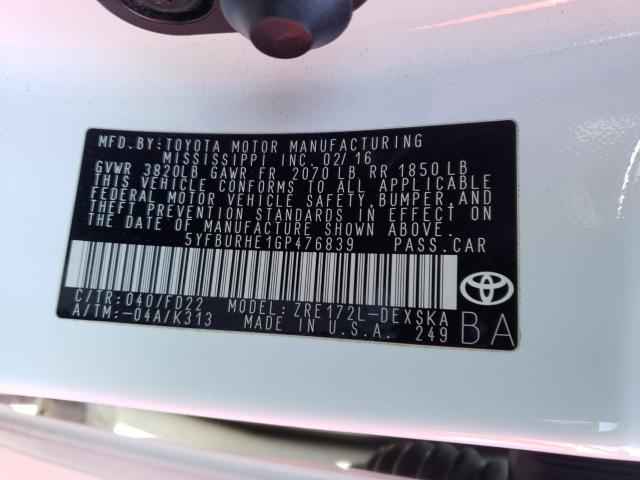 MFD.BY:TOYOTA MOTOR MANUFACTURING
MISSISSIPPI INC. 02/16
GVWR 3820LB GAWR FR 2070 LB RR 1850 LB
THIS VEHICLE CONFORMS TO ALL APPLICABLE
FEDERAL MOTOR VEHICLE SAFETY, BUMPER, AND
THEFT PREVENTION STANDARDS IN EFFECT ON
THE DATE OF MANUFACTURE SHOWN ABOVE.
5YFBURHE1GP476839 PASS.CAR
C/TR:040/FD22 MODEL:ZRE172L-DEXSKA
A/TM:-04A/K313 MADE IN U.S.A. 249
BA